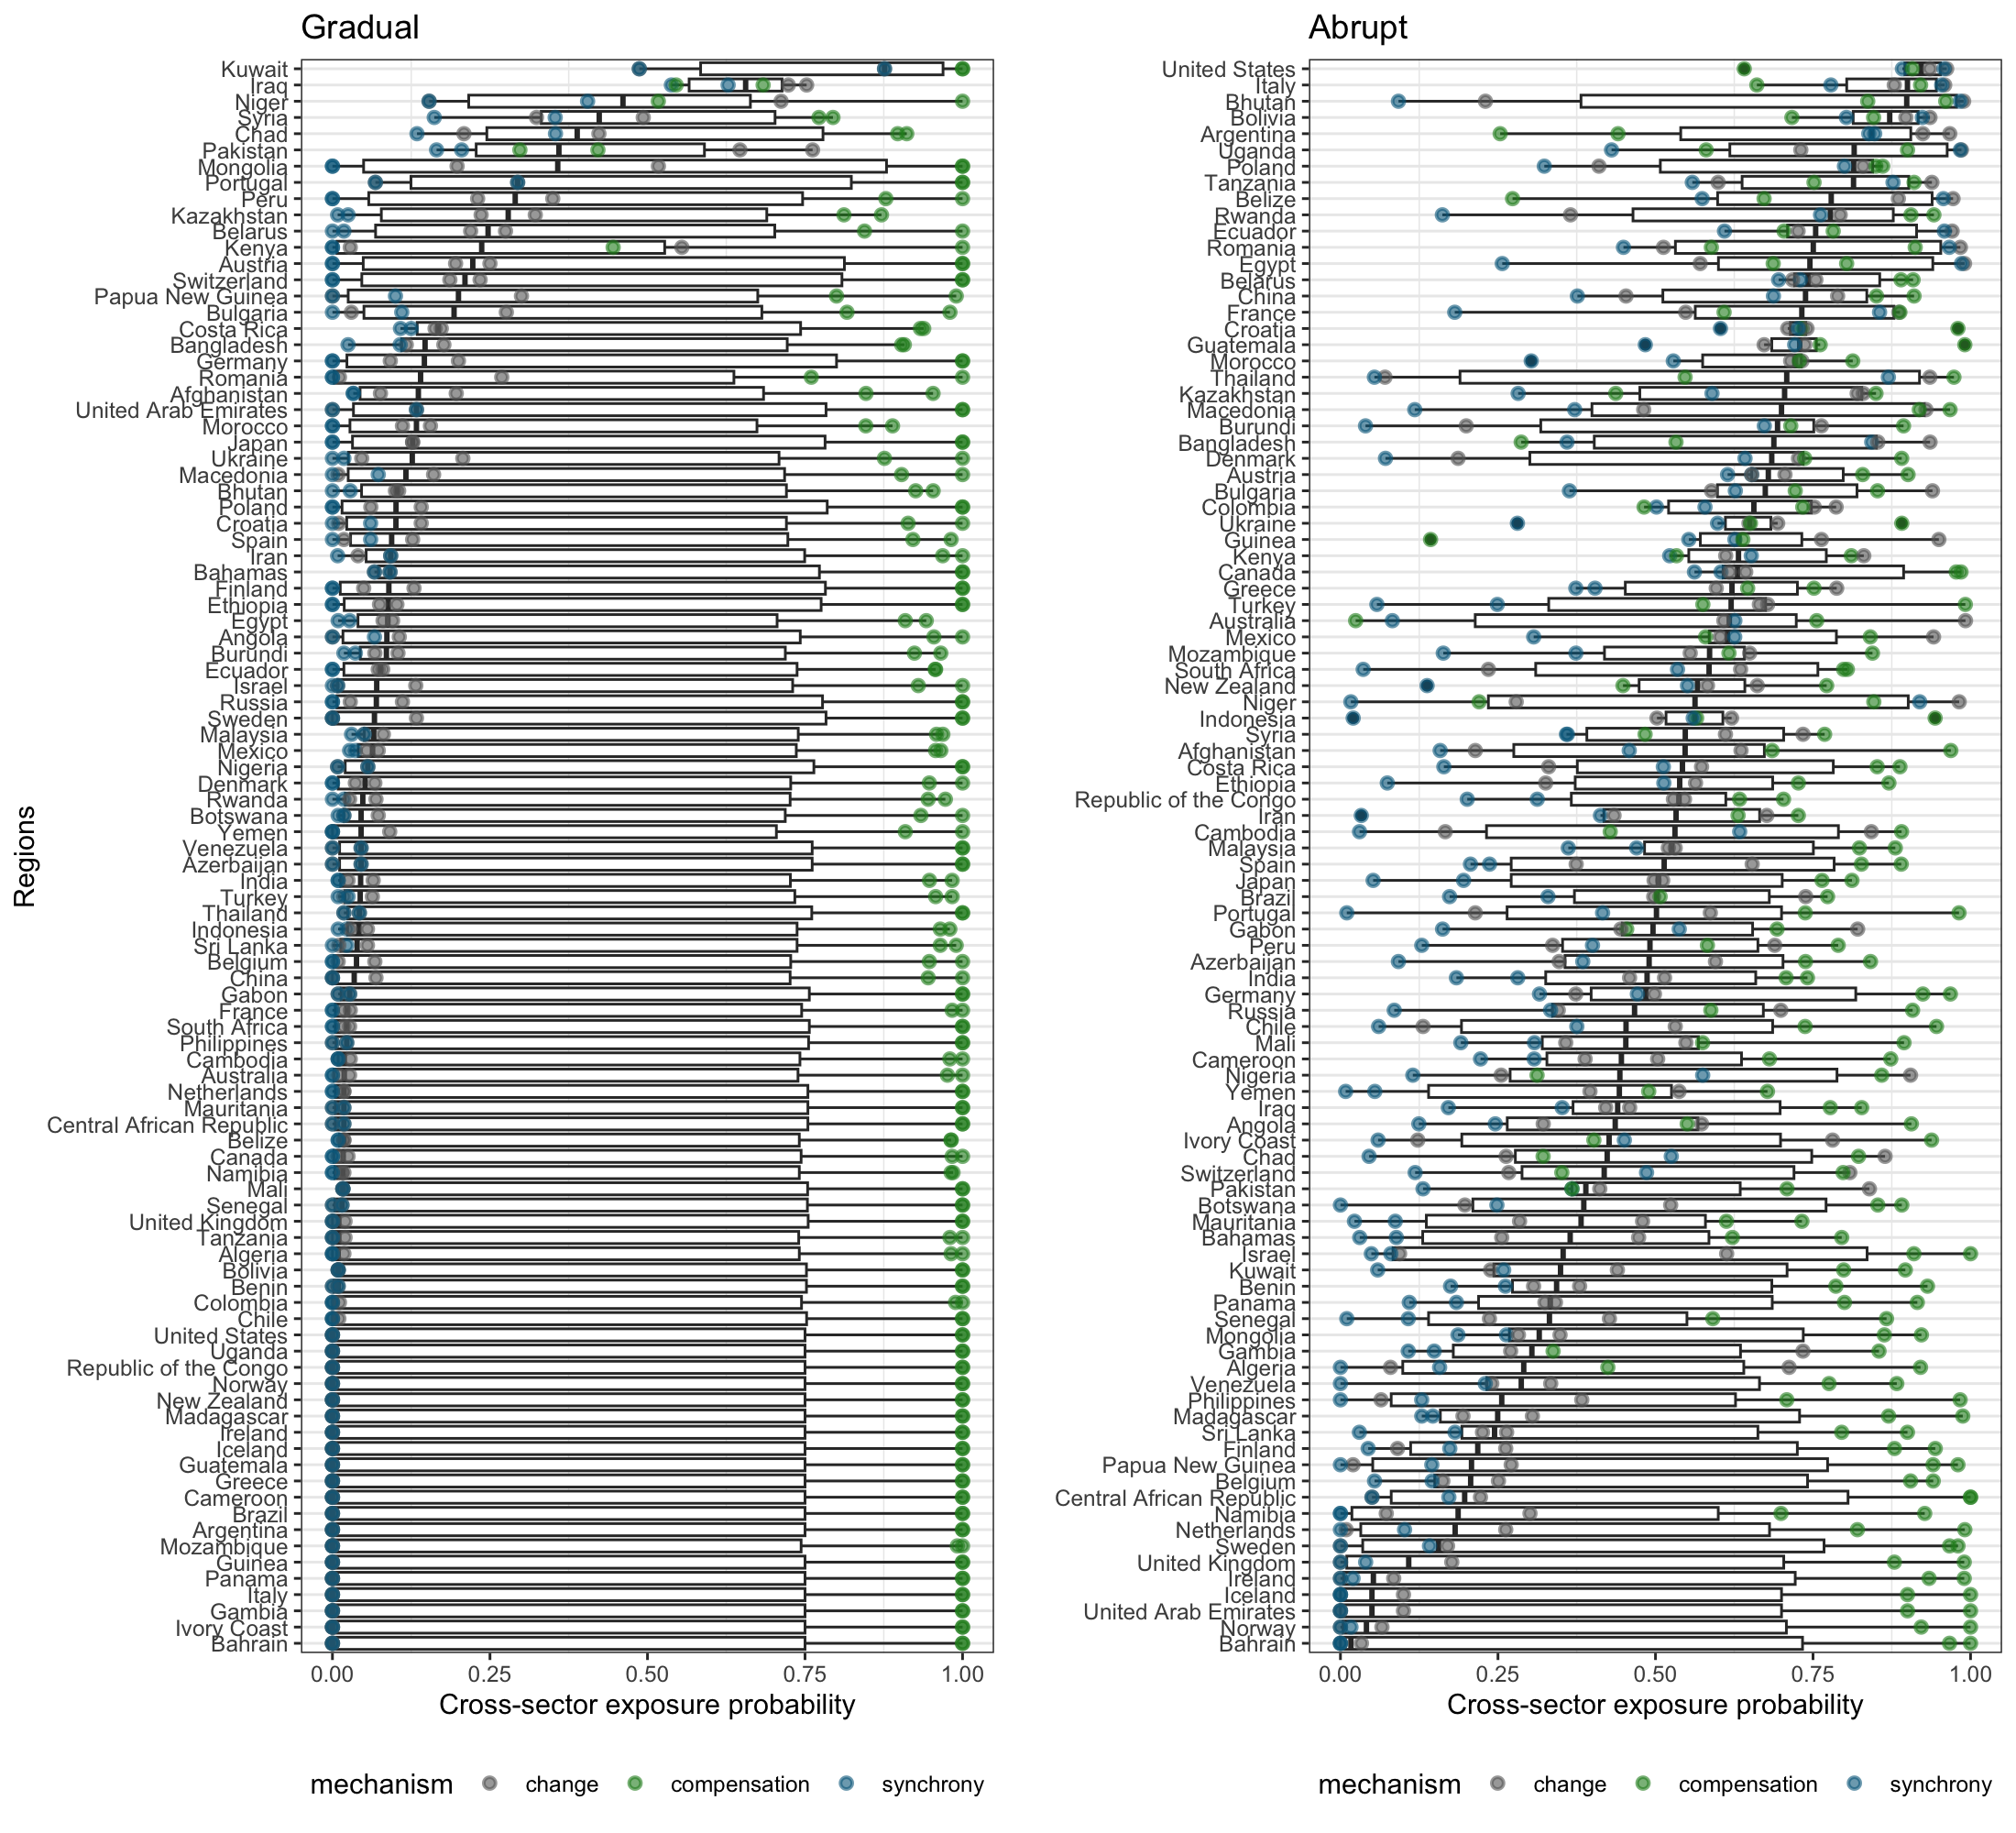 Gradual
Regions
Kuwait
Iraq
Niger
Syria
Chad
Pakistan
Mongolia
Portugal
Peru
Kazakhstan
Belarus
Kenya
Austria
Switzerland
Papua New Guinea
Bulgaria
Costa Rica
Bangladesh
Germany
Romania
Afghanistan
United Arab Emirates
Morocco
Japan
Ukraine
Macedonia
Bhutan
Poland
Croatia
Spain
Iran
Bahamas
Finland
Ethiopia
Egypt
Angola
Burundi
Ecuador
Israel
Russia
Sweden
Malaysia
Mexico
Nigeria
Denmark
Rwanda
Botswana
Yemen
Venezuela
Azerbaijan
India
Turkey
Thailand
Indonesia
Sri Lanka
Belgium
China
Gabon
France
South Africa
Philippines
Cambodia
Australia
Netherlands
Mauritania
Central African Republic
Belize
Canada
Namibia
Mali
Senegal
United Kingdom
Tanzania
Algeria
Bolivia
Benin
Colombia
Chile
United States
Uganda
Republic of the Congo
Norway
New Zealand
Madagascar
Ireland
Iceland
Guatemala
Greece
Cameroon
Brazil
Argentina
Mozambique
Guinea
Panama
Italy
Gambia
Ivory Coast
Bahrain
0.00 0.25 0.50 0.75 1.00
Cross-sector exposure probability
mechanism change compensation synchrony
Abrupt
United States
Italy
Bhutan
Bolivia
Argentina
Uganda
Poland
Tanzania
Belize
Rwanda
Ecuador
Romania
Egypt
Belarus
China
France
Croatia
Guatemala
Morocco
Thailand
Kazakhstan
Macedonia
Burundi
Bangladesh
Denmark
Austria
Bulgaria
Colombia
Ukraine
Guinea
Kenya
Canada
Greece
Turkey
Australia
Mexico
Mozambique
South Africa
New Zealand
Niger
Indonesia
Syria
Afghanistan
Costa Rica
Ethiopia
Republic of the Congo
Iran
Cambodia
Malaysia
Spain
Japan
Brazil
Portugal
Gabon
Peru
Azerbaijan
India
Germany
Russia
Chile
Mali
Cameroon
Nigeria
Yemen
Iraq
Angola
Ivory Coast
Chad
Switzerland
Pakistan
Botswana
Mauritania
Bahamas
Israel
Kuwait
Benin
Panama
Senegal
Mongolia
Gambia
Algeria
Venezuela
Philippines
Madagascar
Sri Lanka
Finland
Papua New Guinea
Belgium
Central African Republic
Namibia
Netherlands
Sweden
United Kingdom
Ireland
Iceland
United Arab Emirates
Norway
Bahrain
0.00 0.25 0.50 0.75 1.00
Cross-sector exposure probability
mechanism change compensation synchrony